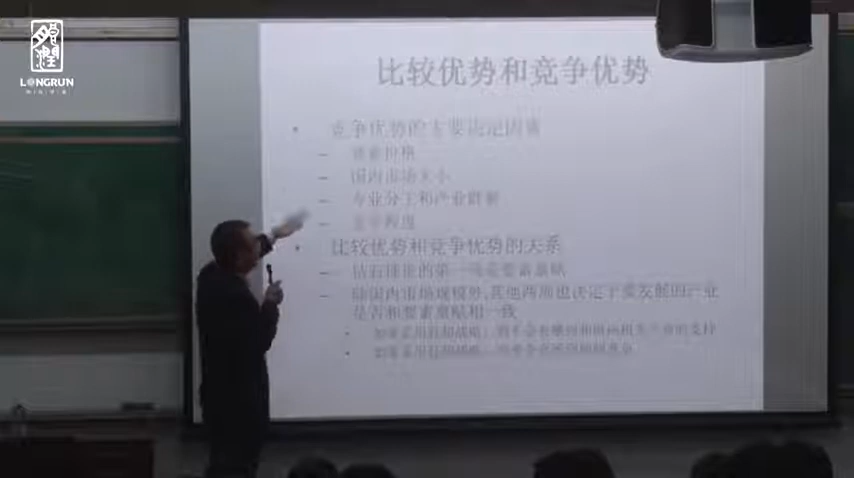 長潤
LONGRUN
比较优势和竞争优势
• 竞争优势的主要决定因素
– 要素价格
– 国内市场大小
– 专业分工和产业群聚
– 竞争程度
• 比较优势和竞争优势的关系
– 钻石理论的第一项是要素禀赋
– 除国内市场规模外,其他两项也决定于要发展的产业
是否和要素禀赋相一致